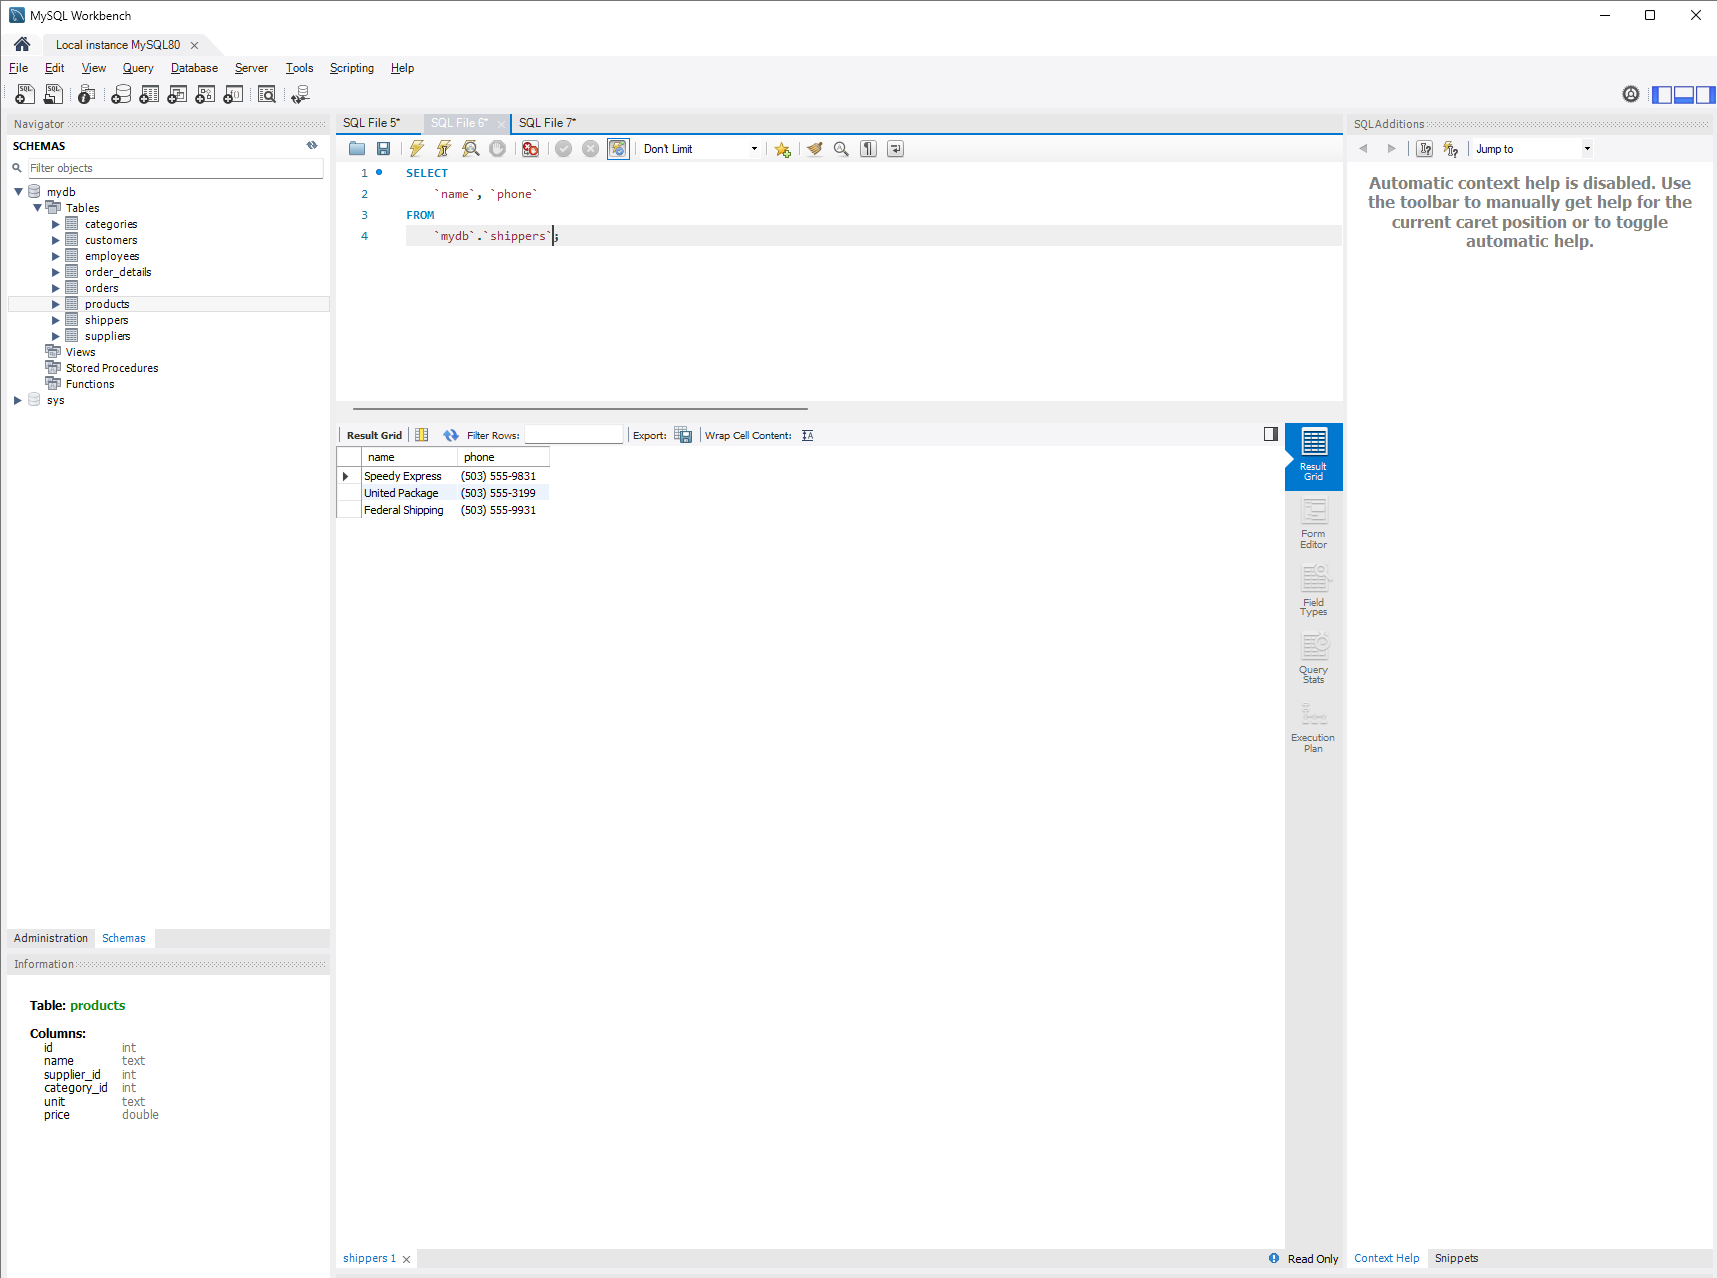 MySQL Workbench
Local instance MySQL80
File Edit View Query Database Server Tools Scripting Help
Navigator
SCHEMAS
Filter objects
mydb
Tables
categories
customers
employees
order_details
orders
products
shippers
suppliers
Views
Stored Procedures
Functions
sys
Administration Schemas
Information
Table: products
Columns:
id int
name text
supplier_id int
category_id int
unit text
price double
SQL File 5* SQL File 6* SQL File 7*
Don't Limit
1 SELECT
2 `name`, `phone`
3 FROM
4 `mydb`.`shippers`;
Result Grid Filter Rows: Export: Wrap Cell Content:
name phone
Speedy Express (503) 555-9831
United Package (503) 555-3199
Federal Shipping (503) 555-9931
Result
Grid
Form
Editor
Field
Types
Query
Stats
Execution
Plan
shippers 1
Read Only
SQLAdditions
Jump to
Automatic context help is disabled. Use
the toolbar to manually get help for the
current caret position or to toggle
automatic help.
Context Help Snippets